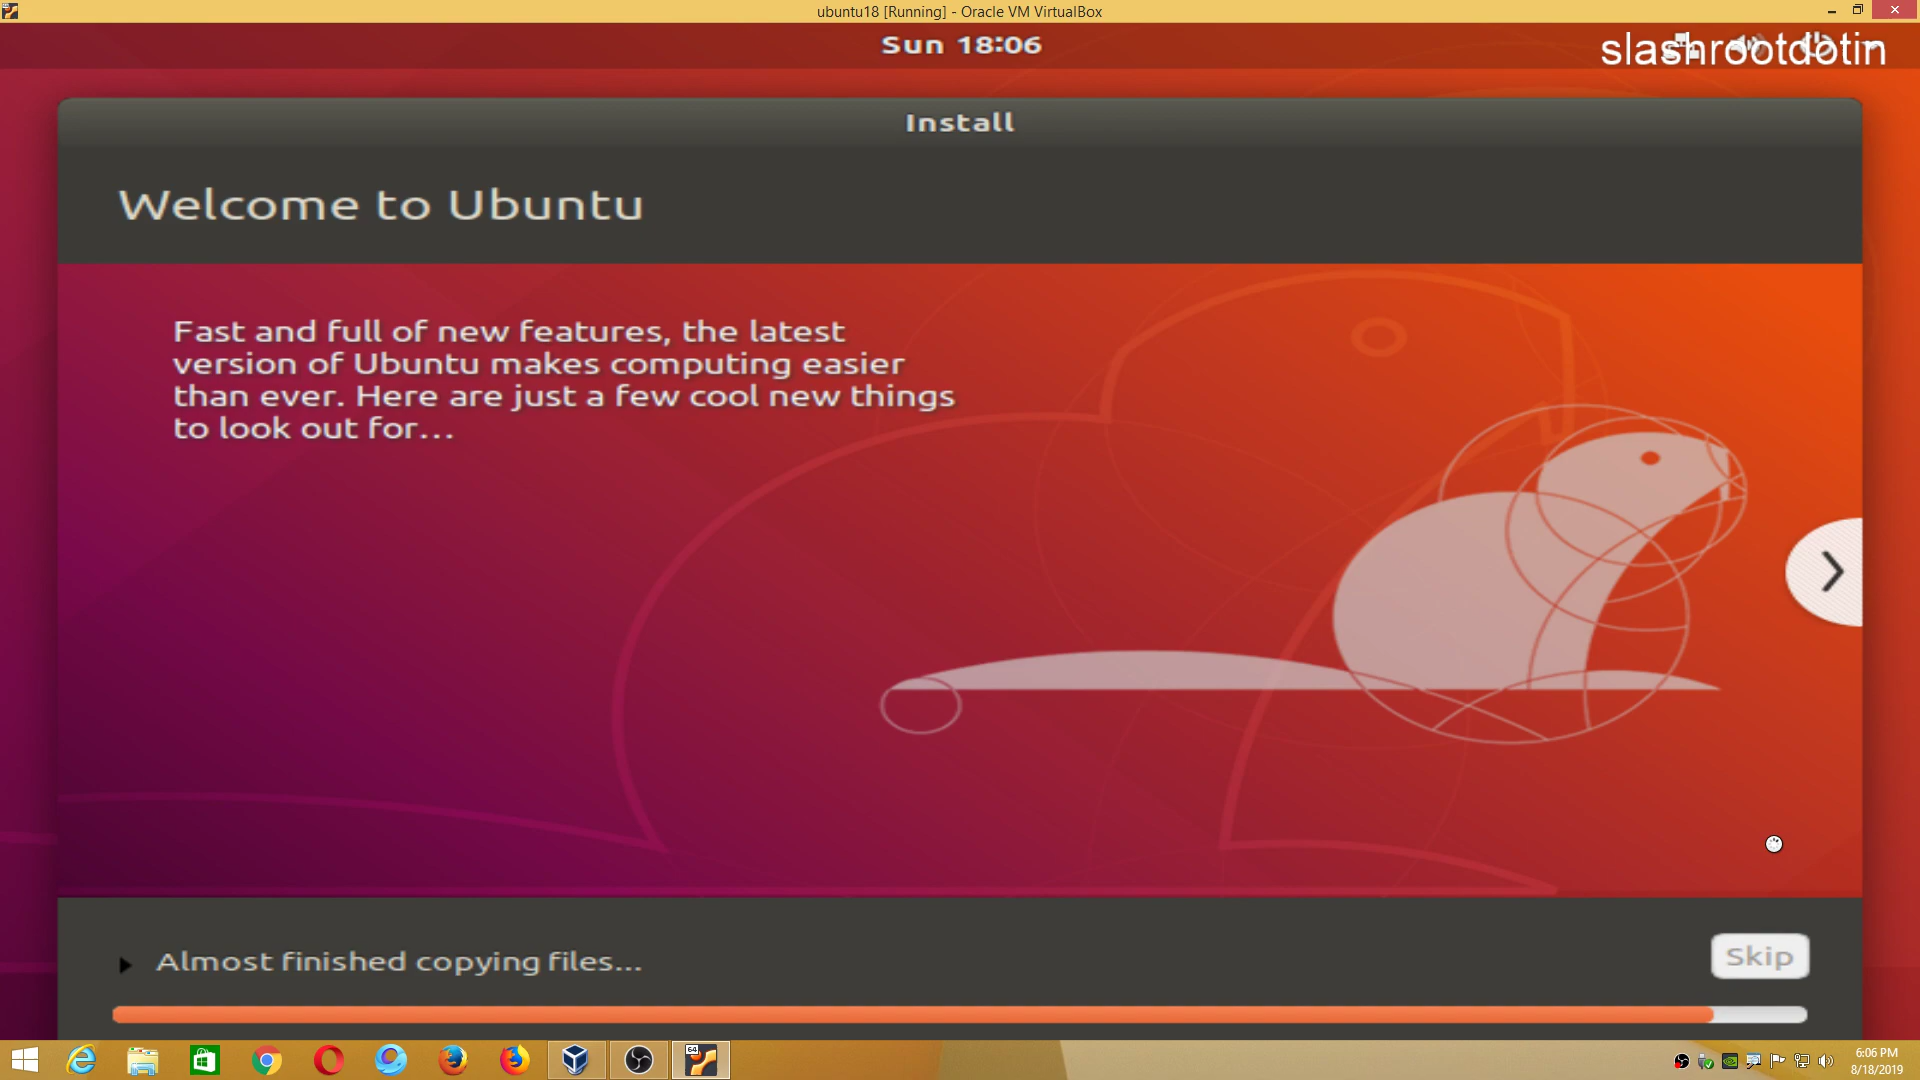 ubuntu18 [Running] - Oracle VM VirtualBox
Sun 18:06
slashrootdotin
Install
Welcome to Ubuntu
Fast and full of new features, the latest
version of Ubuntu makes computing easier
than ever. Here are just a few cool new things
to look out for...
Almost finished copying files...
Skip
64
6:06 PM
8/18/2019